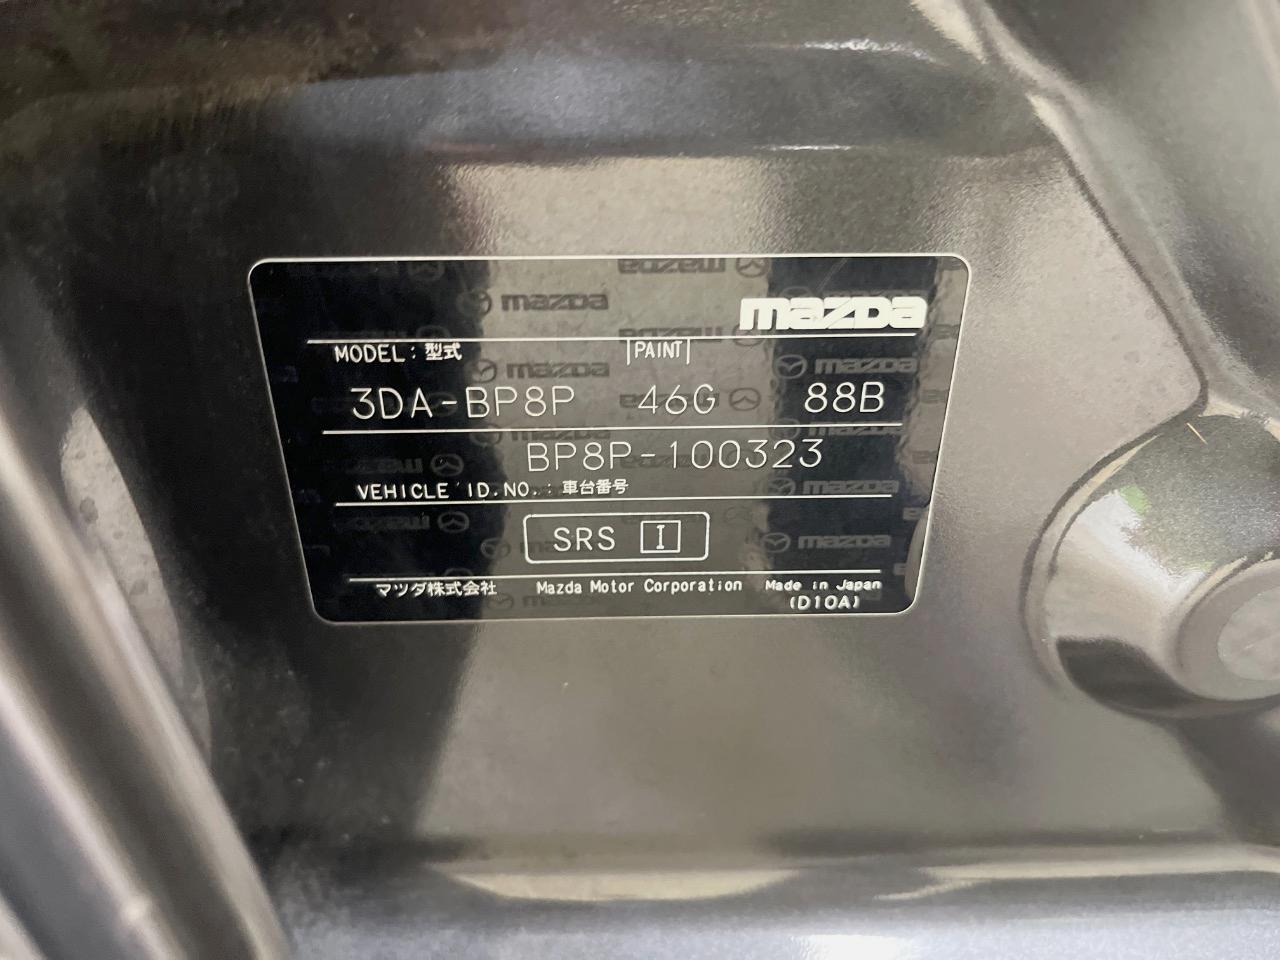 mazda
MODEL: 型式 PAINT
3DA-BP8P 46G 88B
BP8P-100323
VEHICLE ID.NO.: 車台番号
SRS I
マツダ株式会社 Mazda Motor Corporation Made in Japan
(D10A)